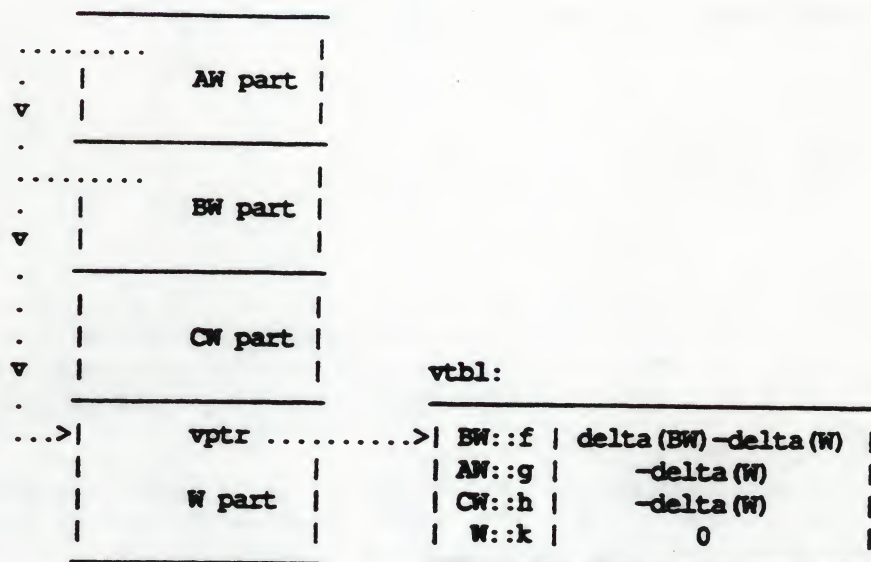 AW part
BW part
CW part
vtbl:
vptr
BW::f | delta(BW)-delta(W)
AW::g | -delta(W)
W part
CW::h | -delta(W)
W::k | 0